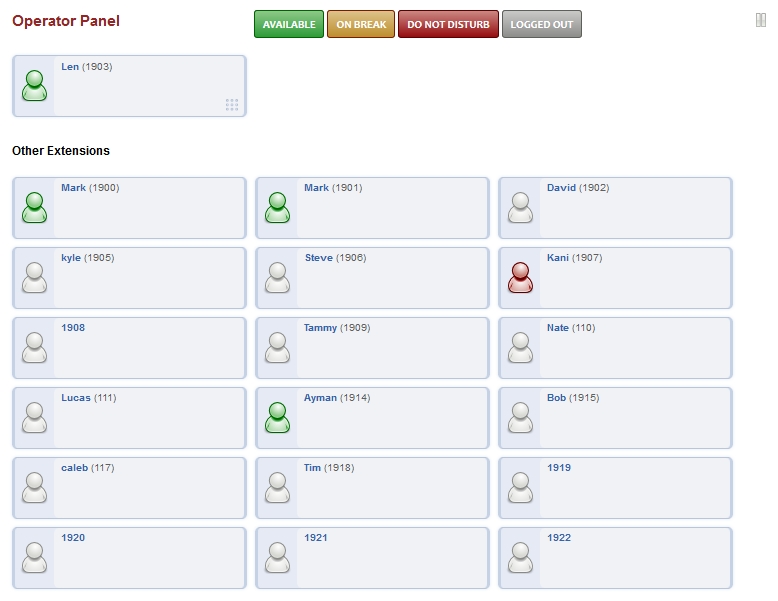 Operator Panel
AVAILABLE ON BREAK DO NOT DISTURB LOGGED OUT
Len (1903)
Other Extensions
Mark (1900) Mark (1901) David (1902)
kyle (1905) Steve (1906) Kani (1907)
1908 Tammy (1909) Nate (110)
Lucas (111) Ayman (1914) Bob (1915)
caleb (117) Tim (1918) 1919
1920 1921 1922